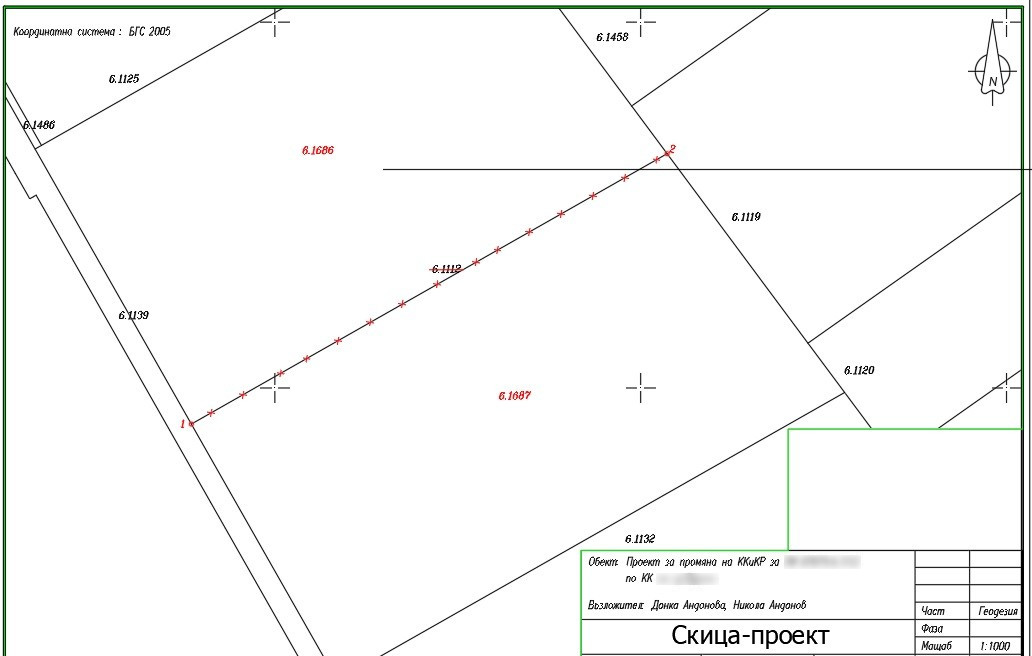 Координатна система : БГС 2005
6.1458
6.1125
N
6.1486
6.1686
2
6.1119
6.1112
6.1139
6.1120
6.1687
1
6.1132
Обект: Проект за промяна на ККиКР за
по КК
Възложител: Данка Андонова, Никола Андонов
Част Геодезия
Скица-проект
Фаза
Мащаб 1:1000